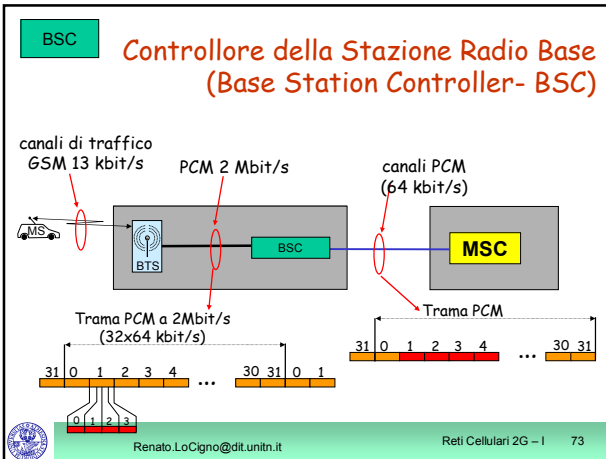 BSC
Controllore della Stazione Radio Base
(Base Station Controller- BSC)
canali di traffico
GSM 13 kbit/s
PCM 2 Mbit/s
canali PCM
(64 kbit/s)
MS
BTS
BSC
MSC
Trama PCM a 2Mbit/s
(32x64 kbit/s)
Trama PCM
31 0 1 2 3 4 ... 30 31
31 0 1 2 3 4 ... 30 31 0 1
0 1 2 3
Renato.LoCigno@dit.unitn.it
Reti Cellulari 2G – I 73